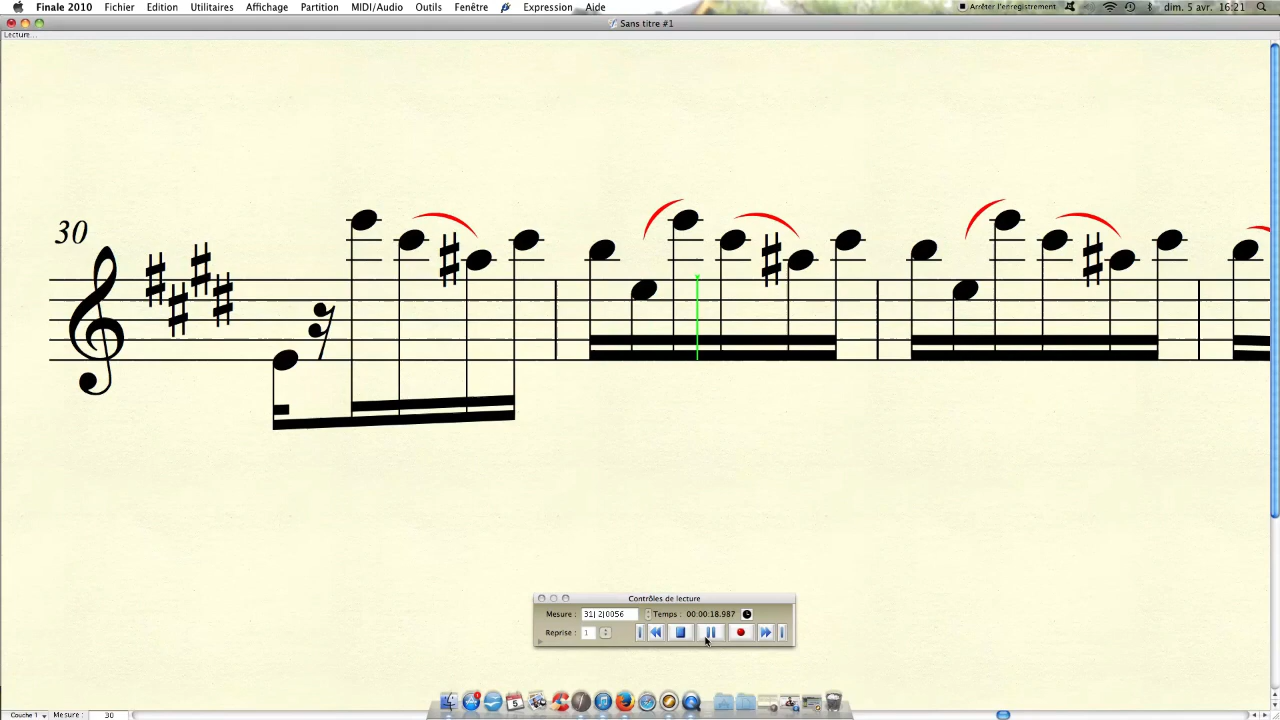 Finale 2010 Fichier Edition Utilitaires Affichage Partition MIDI/Audio Outils Fenêtre Expression Aide Arrêter l'enregistrement dim. 5 avr. 16:21
Sans titre #1
Lecture...
30
Contrôles de lecture
Mesure : 31| 2|0056 Temps : 00:00:18.987
Reprise : 1
5
Couche 1 Mesure : 30